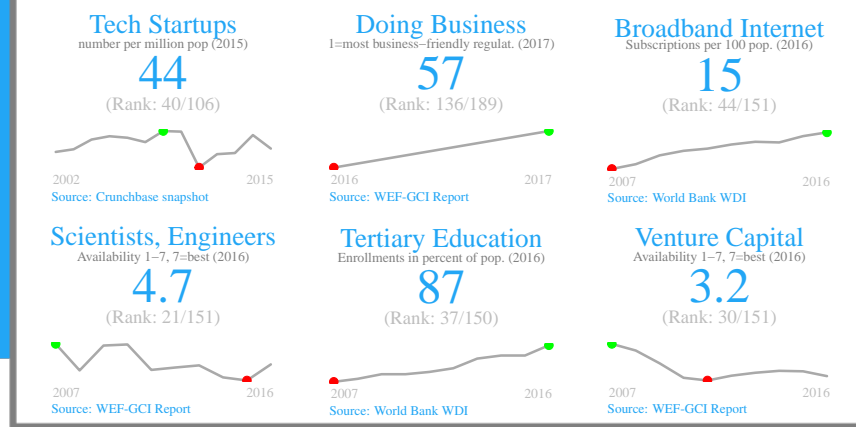 Tech Startups
number per million pop (2015)
44
(Rank: 40/106)
2002 2015
Source: Crunchbase snapshot
Doing Business
1=most business−friendly regulat. (2017)
57
(Rank: 136/189)
2016 2017
Source: WEF-GCI Report
Broadband Internet
Subscriptions per 100 pop. (2016)
15
(Rank: 44/151)
2007 2016
Source: World Bank WDI
Scientists, Engineers
Availability 1−7, 7=best (2016)
4.7
(Rank: 21/151)
2007 2016
Source: WEF-GCI Report
Tertiary Education
Enrollments in percent of pop. (2016)
87
(Rank: 37/150)
2007 2016
Source: World Bank WDI
Venture Capital
Availability 1−7, 7=best (2016)
3.2
(Rank: 30/151)
2007 2016
Source: WEF-GCI Report